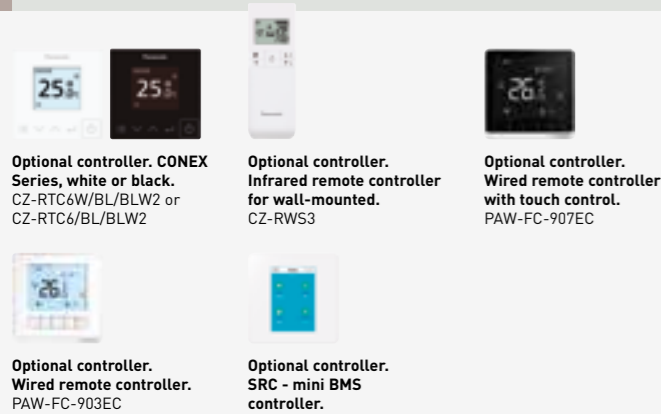 25
25
26
Optional controller. CONEX
Series, white or black.
CZ-RTC6W/BL/BLW2 or
CZ-RTC6/BL/BLW2
Optional controller.
Infrared remote controller
for wall-mounted.
CZ-RWS3
Optional controller.
Wired remote controller
with touch control.
PAW-FC-907EC
26
Optional controller.
Wired remote controller.
PAW-FC-903EC
Optional controller.
SRC - mini BMS
controller.